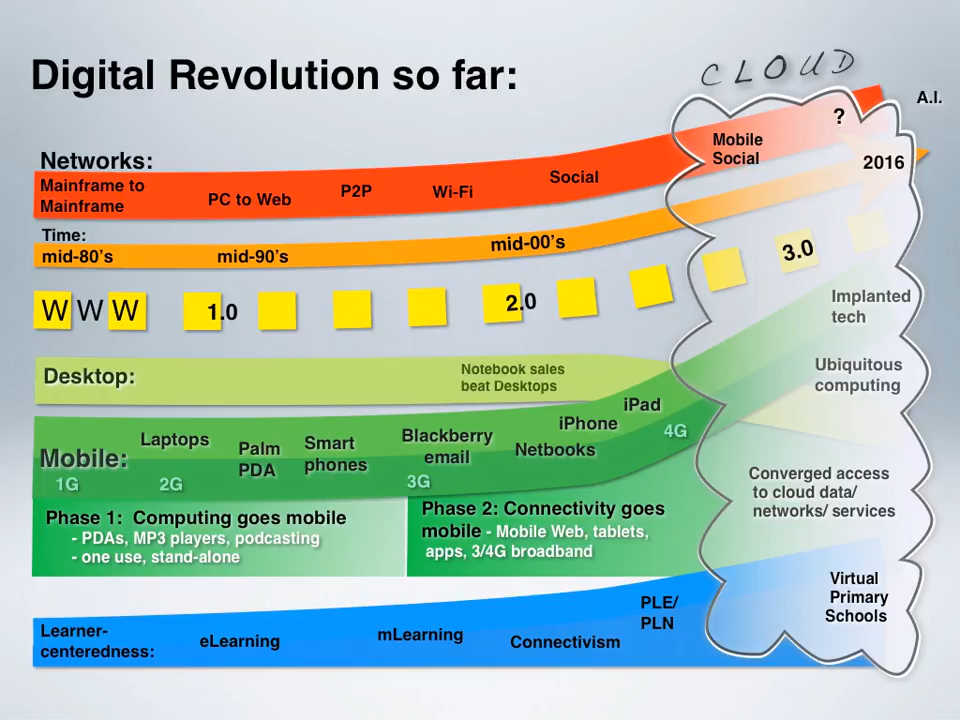 Digital Revolution so far:
CLOUD
A.I.
?
Networks:
Mainframe to
Mainframe
PC to Web
P2P
Wi-Fi
Social
Mobile
Social
2016
Time:
mid-80's
mid-90's
mid-00's
W W W
1.0
2.0
3.0
Implanted
tech
Desktop:
Notebook sales
beat Desktops
Ubiquitous
computing
Mobile:
Laptops
Palm
PDA
Smart
phones
Blackberry
email
Netbooks
iPhone
iPad
1G
2G
3G
4G
Converged access
to cloud data/
networks/ services
Phase 1: Computing goes mobile
- PDAs, MP3 players, podcasting
- one use, stand-alone
Phase 2: Connectivity goes
mobile - Mobile Web, tablets,
apps, 3/4G broadband
Virtual
Primary
Schools
Learner-
centeredness:
eLearning
mLearning
Connectivism
PLE/
PLN